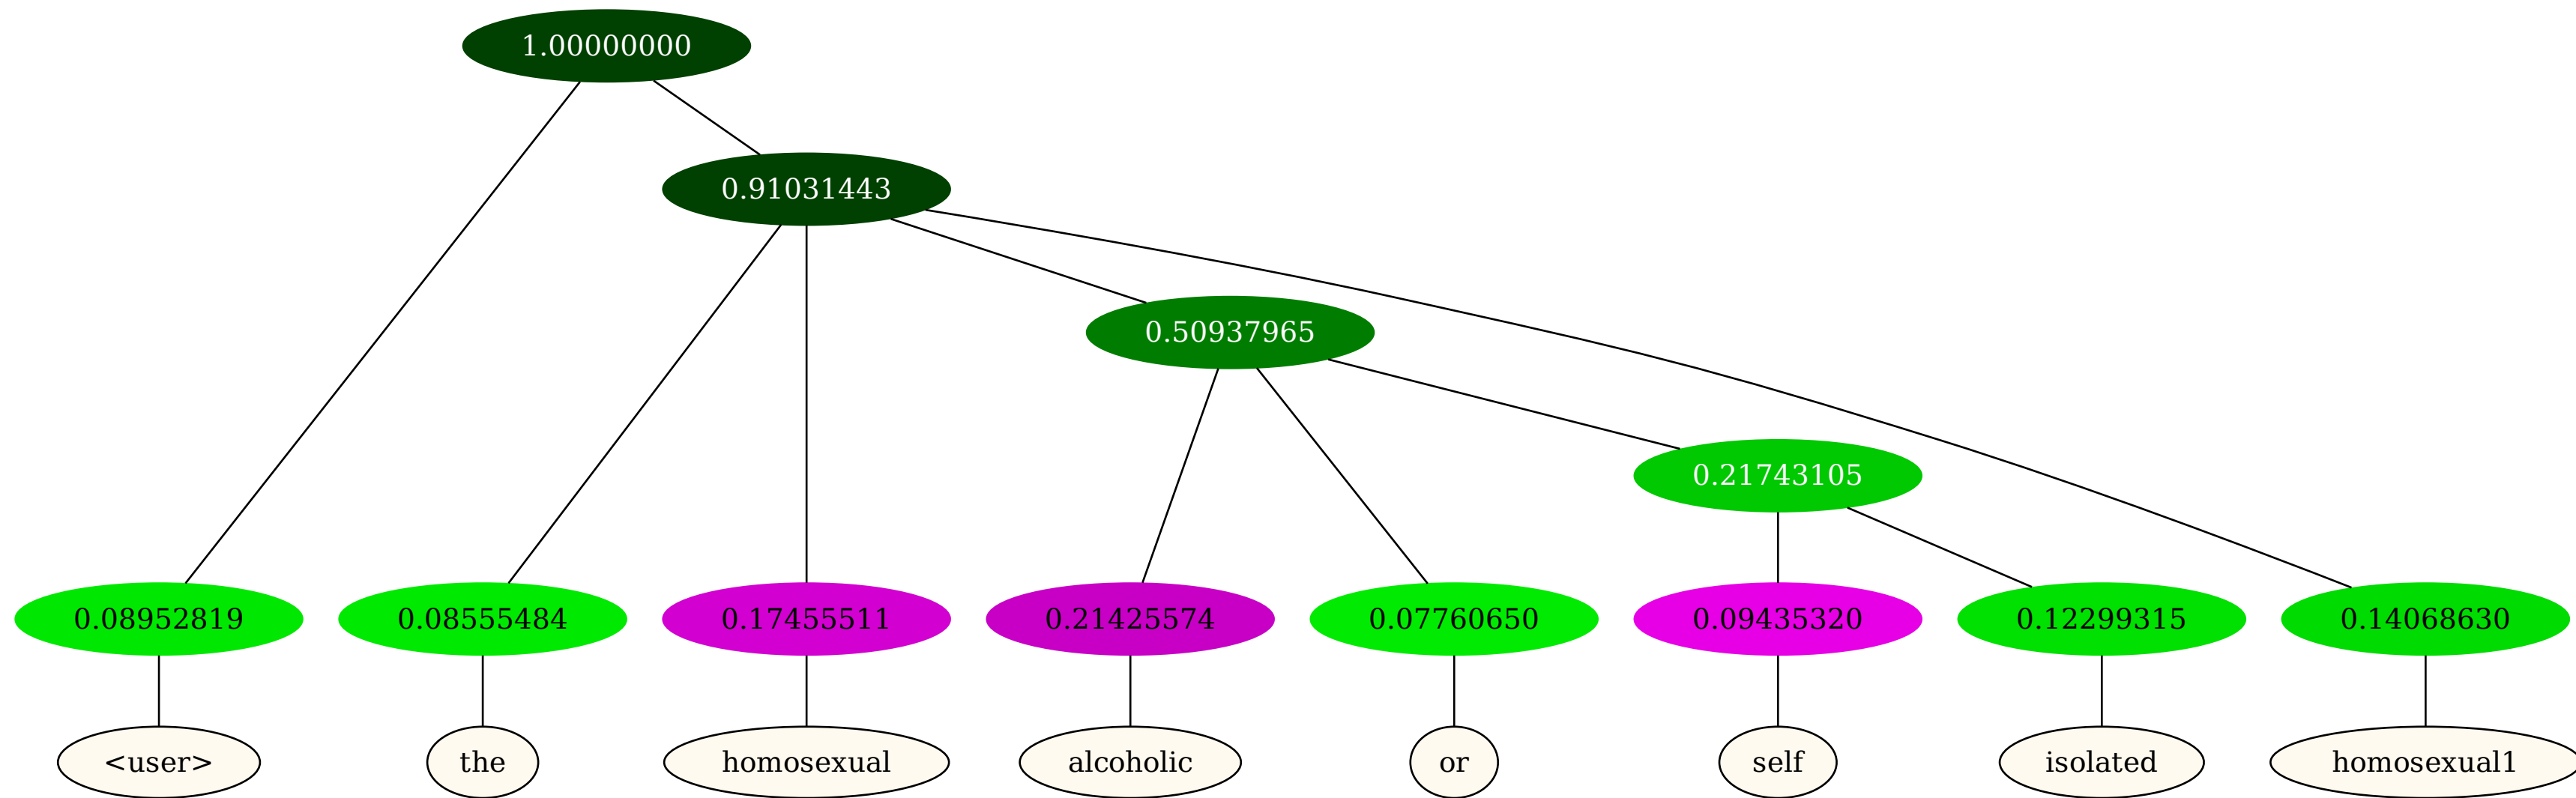 1.00000000
0.91031443
0.50937965
0.21743105
0.08952819 0.08555484 0.17455511 0.21425574 0.07760650 0.09435320 0.12299315 0.14068630
<user> the homosexual alcoholic or self isolated homosexual1